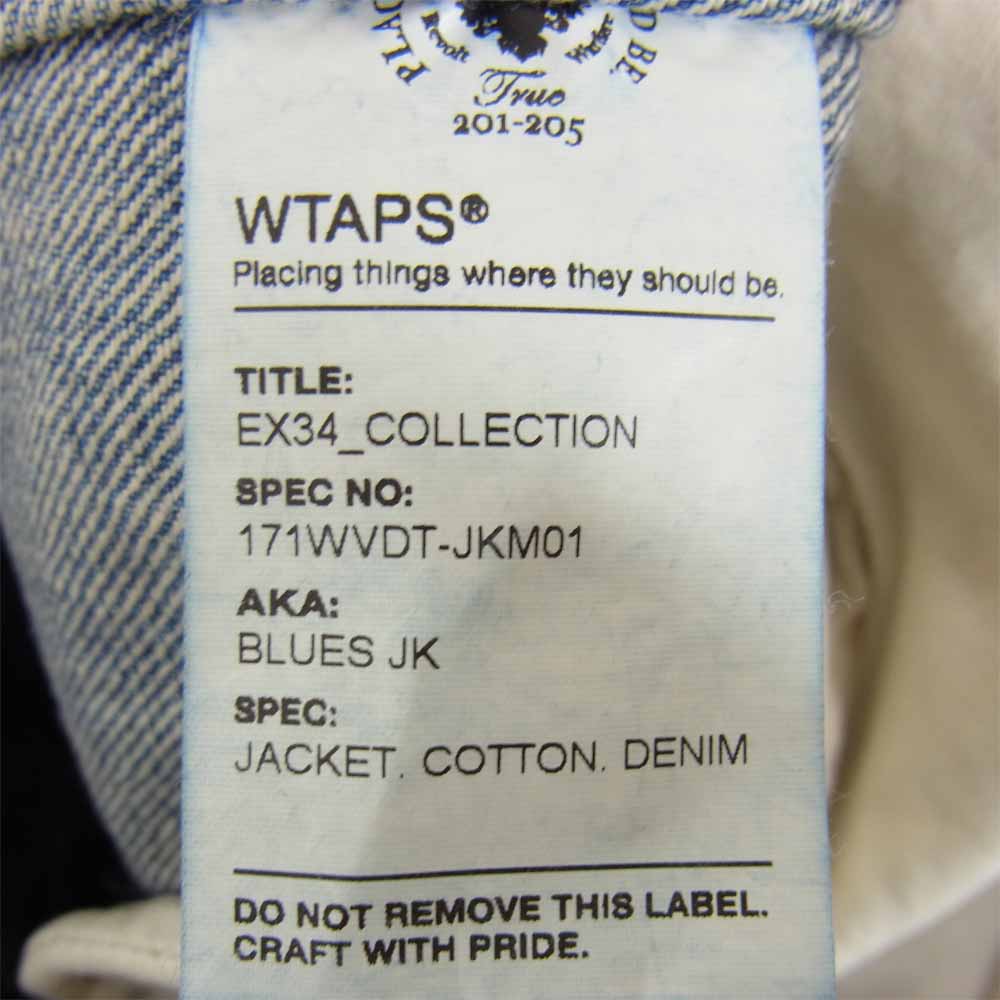 Revolt
True
201-205
WTAPS®
Placing things where they should be.
TITLE:
EX34_COLLECTION
SPEC NO:
171WVDT-JKM01
AKA:
BLUES JK
SPEC:
JACKET. COTTON. DENIM
DO NOT REMOVE THIS LABEL.
CRAFT WITH PRIDE.